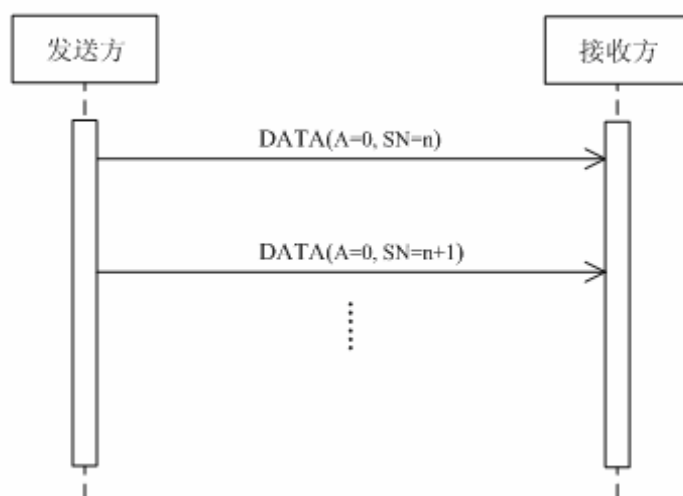 发送方
接收方
DATA(A=0, SN=n)
DATA(A=0, SN=n+1)